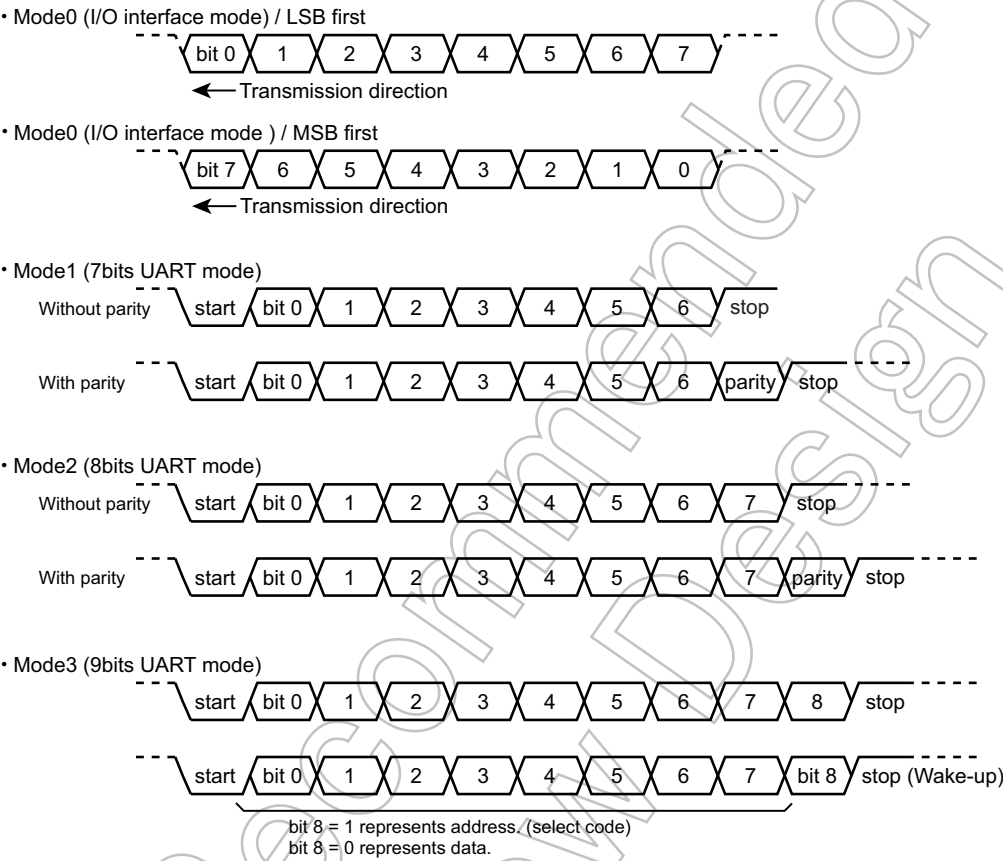 • Mode0 (I/O interface mode) / LSB first
bit 0 1 2 3 4 5 6 7
Transmission direction
• Mode0 (I/O interface mode ) / MSB first
bit 7 6 5 4 3 2 1 0
Transmission direction
• Mode1 (7bits UART mode)
Without parity start bit 0 1 2 3 4 5 6 stop
With parity start bit 0 1 2 3 4 5 6 parity stop
• Mode2 (8bits UART mode)
Without parity start bit 0 1 2 3 4 5 6 7 stop
With parity start bit 0 1 2 3 4 5 6 7 parity stop
• Mode3 (9bits UART mode)
start bit 0 1 2 3 4 5 6 7 8 stop
start bit 0 1 2 3 4 5 6 7 bit 8 stop (Wake-up)
bit 8 = 1 represents address. (select code)
bit 8 = 0 represents data.
ecommended
w Design